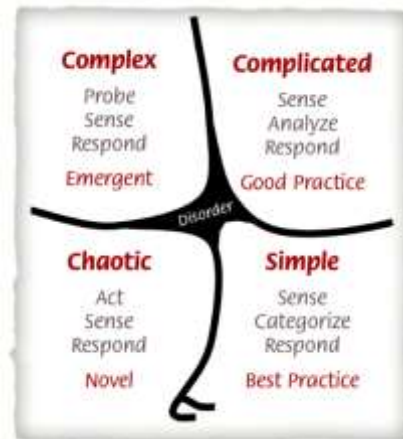 Complex
Probe
Sense
Respond
Emergent
Complicated
Sense
Analyze
Respond
Good Practice
Disorder
Chaotic
Act
Sense
Respond
Novel
Simple
Sense
Categorize
Respond
Best Practice